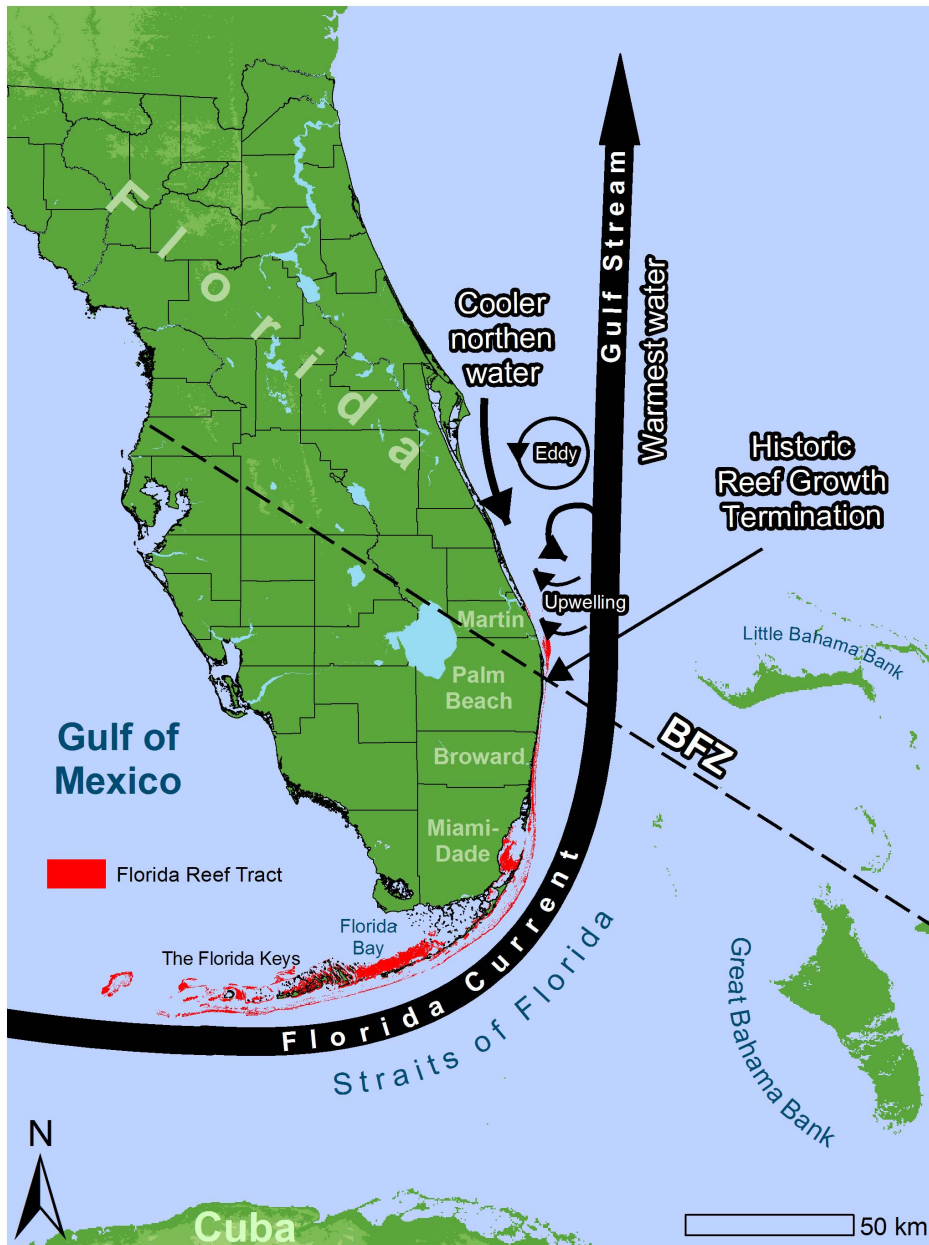 Florida
Gulf Stream
Warmest water
Cooler
northen
water
Eddy
Historic
Reef Growth
Termination
Upwelling
Martin
Little Bahama Bank
Palm
Beach
BFZ
Gulf of
Mexico
Broward
Miami-
Dade
Florida Reef Tract
Florida
Bay
The Florida Keys
Florida Current
Straits of Florida
Great Bahama Bank
N
Cuba
50 km